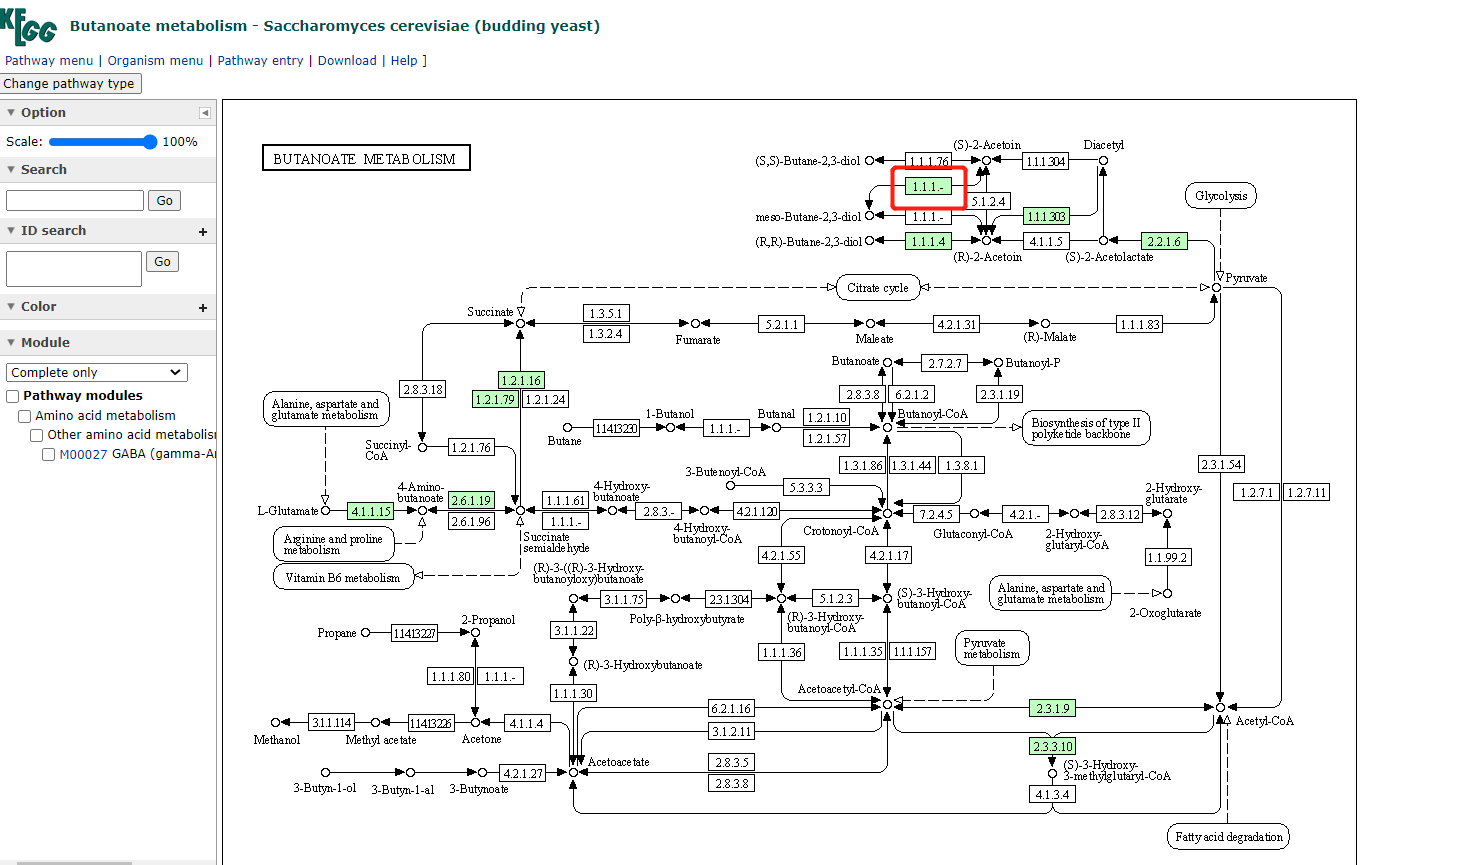 KEGG
Butanoate metabolism - Saccharomyces cerevisiae (budding yeast)
Pathway menu | Organism menu | Pathway entry | Download | Help ]
Change pathway type
Option
Scale: 100%
Search
Go
ID search +
Go
Color +
Module
Complete only
Pathway modules
Amino acid metabolism
Other amino acid metabolisr
M00027 GABA (gamma-A
BUTANOATE METABOLISM
(S)-2-Acetoin
Diacetyl
(S,S)-Butane-2,3-diol
1.1.1.76
1.1.1.304
1.1.1.-
5.1.2.4
Glycolysis
meso-Butane-2,3-diol
1.1.1.-
1.1.1.303
(R,R)-Butane-2,3-diol
1.1.1.4
4.1.1.5
2.2.1.6
(R)-2-Acetoin
(S)-2-Acetolactate
Pyruvate
Citrate cycle
Succinate
1.3.5.1
1.3.2.4
Fumarate
5.2.1.1
Maleate
4.2.1.31
(R)-Malate
1.1.1.83
Butanoate
2.7.2.7
Butanoyl-P
2.8.3.18
1.2.1.16
1.2.1.79
1.2.1.24
2.8.3.8
6.2.1.2
2.3.1.19
Alanine, aspartate and
glutamate metabolism
1-Butanol
Butanal
1.2.1.10
Butanoyl-CoA
Butane
11413230
1.1.1.-
1.2.1.57
Biosynthesis of type II
polyketide backbone
Succinyl-
CoA
1.2.1.76
1.3.1.86
1.3.1.44
1.3.8.1
2.3.1.54
3-Butenoyl-CoA
5.3.3.3
1.2.7.1
1.2.7.11
4-Amino-
butanoate
2.6.1.19
1.1.1.61
4-Hydroxy-
butanoate
2-Hydroxy-
glutarate
L-Glutamate
4.1.1.15
2.6.1.96
1.1.1.-
2.8.3.-
4.2.1.120
7.2.4.5
4.2.1.-
2.8.3.12
Arginine and proline
metabolism
Succinate
semialdehyde
4-Hydroxy-
butanoyl-CoA
Crotonoyl-CoA
Glutaconyl-CoA
2-Hydroxy-
glutaryl-CoA
4.2.1.55
4.2.1.17
1.1.99.2
Vitamin B6 metabolism
(R)-3-((R)-3-Hydroxy-
butanoyloxy)butanoate
Alanine, aspartate and
glutamate metabolism
3.1.1.75
2.3.1.304
5.1.2.3
(S)-3-Hydroxy-
butanoyl-CoA
2-Oxoglutarate
Poly-β-hydroxybutyrate
(R)-3-Hydroxy-
butanoyl-CoA
Propane
11413227
2-Propanol
3.1.1.22
1.1.1.36
1.1.1.35
1.1.1.157
Pyruvate
metabolism
(R)-3-Hydroxybutanoate
1.1.1.80
1.1.1.-
1.1.1.30
Acetoacetyl-CoA
6.2.1.16
2.3.1.9
3.1.1.114
11413226
4.1.1.4
3.1.2.11
Acetyl-CoA
Methanol
Methyl acetate
Acetone
2.3.3.10
Acetoacetate
2.8.3.5
(S)-3-Hydroxy-
3-methylglutaryl-CoA
4.2.1.27
2.8.3.8
3-Butyn-1-ol
3-Butyn-1-al
3-Butynoate
4.1.3.4
Fatty acid degradation